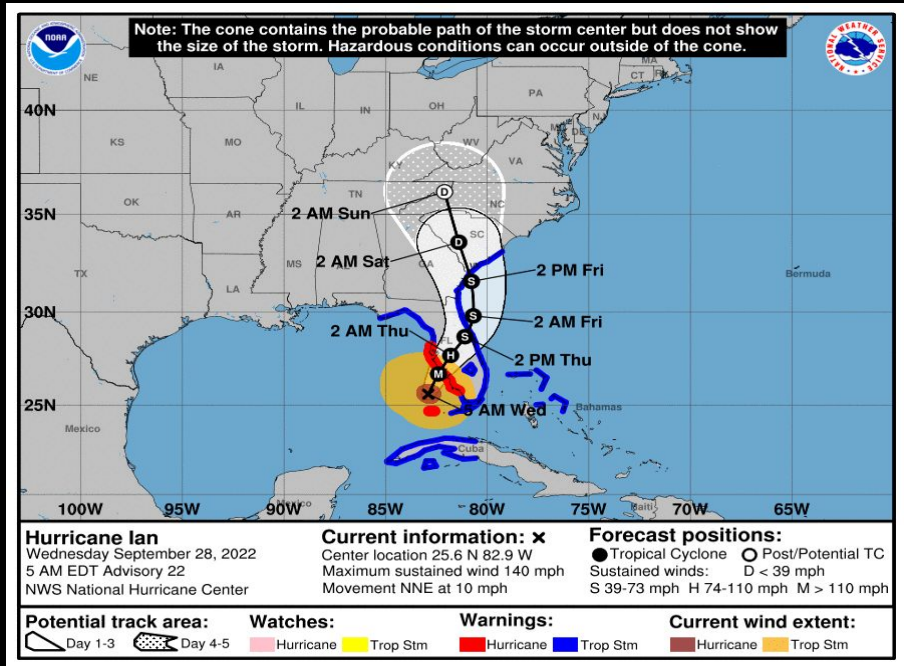 Note: The cone contains the probable path of the storm center but does not show
the size of the storm. Hazardous conditions can occur outside of the cone.
NOAA
NATIONAL WEATHER SERVICE
NE
IA
IL
IN
OH
PA
MA
CT
RI
40N
KS
MO
KY
WV
VA
MD
DE
NJ
OK
AR
TN
NC
35N
2 AM Sun
D
SC
D
2 AM Sat
TX
LA
MS
AL
GA
S
2 PM Fri
Bermuda
30N
S
2 AM Fri
2 AM Thu
FL
S
2 PM Thu
H
M
25N
5 AM Wed
Bahamas
Mexico
Cuba
Mexico
Haiti
100W
95W
90W
85W
80W
75W
70W
65W
Hurricane Ian
Wednesday September 28, 2022
5 AM EDT Advisory 22
NWS National Hurricane Center
Current information: ×
Center location 25.6 N 82.9 W
Maximum sustained wind 140 mph
Movement NNE at 10 mph
Forecast positions:
● Tropical Cyclone ○ Post/Potential TC
Sustained winds: D < 39 mph
S 39-73 mph H 74-110 mph M > 110 mph
Potential track area:
Day 1-3 Day 4-5
Watches:
Hurricane Trop Stm
Warnings:
Hurricane Trop Stm
Current wind extent:
Hurricane Trop Stm